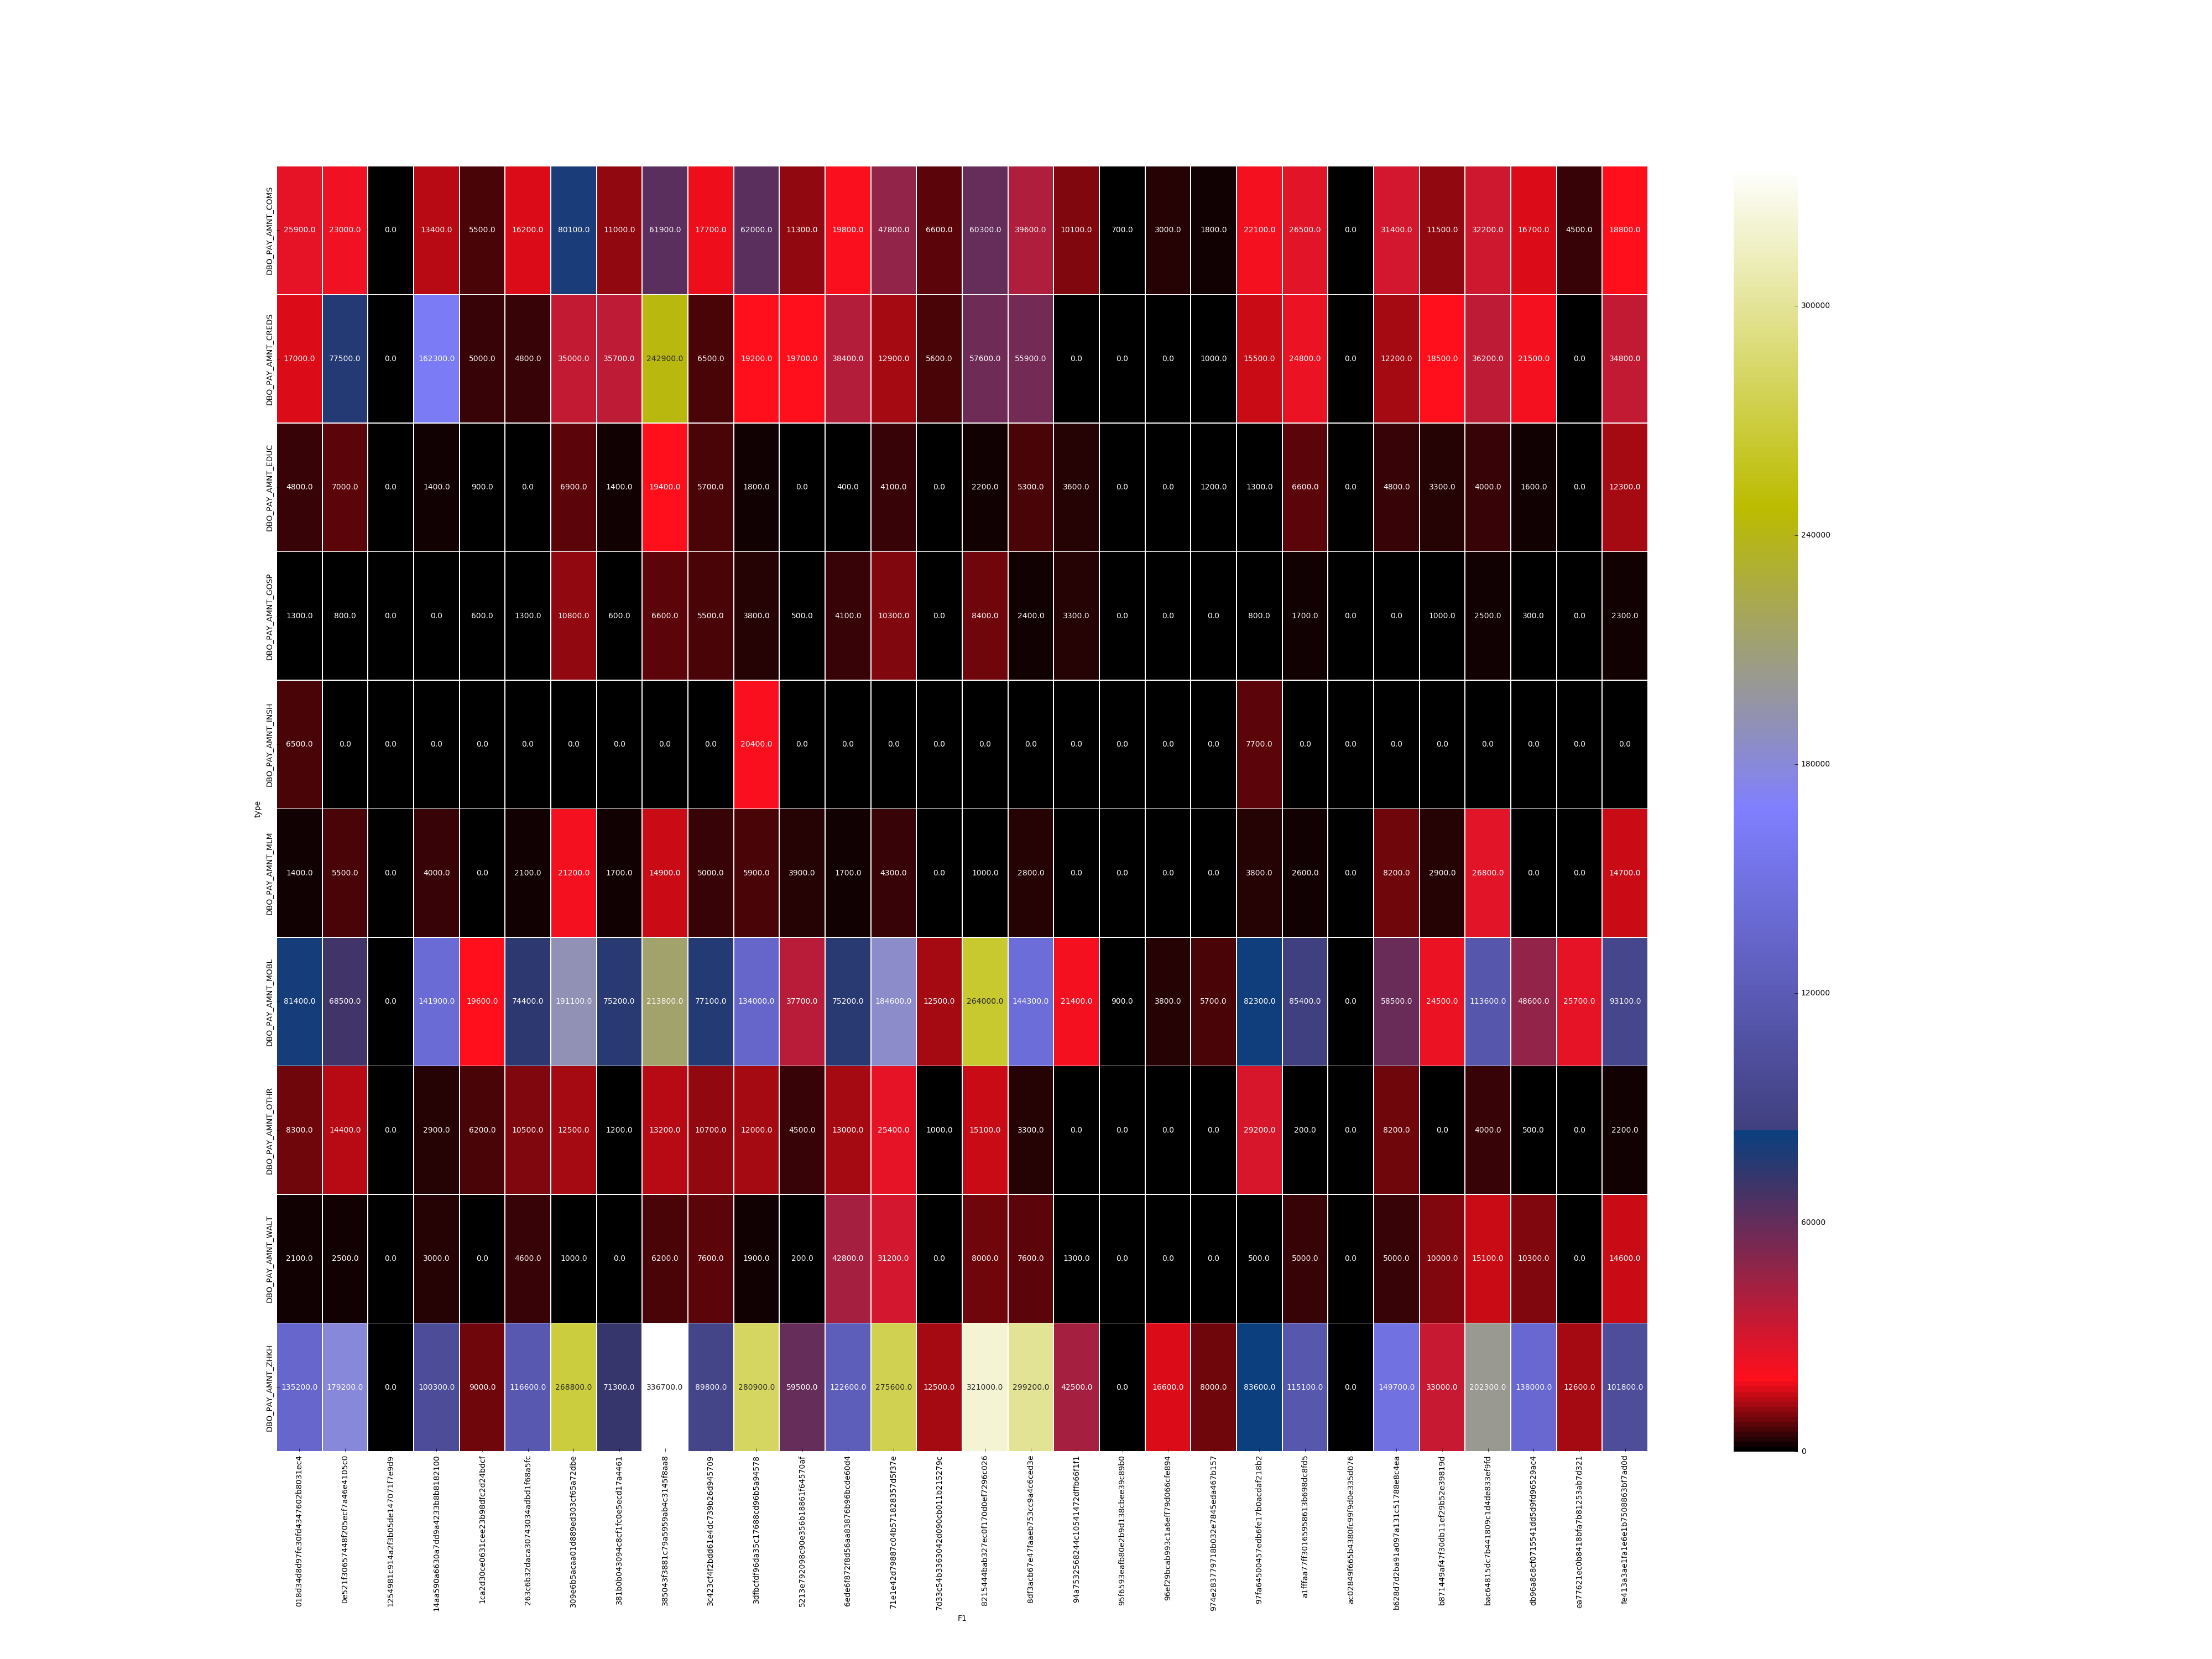 DBO_PAY_AMNT_COMS
25900.0 23000.0 0.0 13400.0 5500.0 16200.0 80100.0 11000.0 61900.0 17700.0 62000.0 11300.0 19800.0 47800.0 6600.0 60300.0 39600.0 10100.0 700.0 3000.0 1800.0 22100.0 26500.0 0.0 31400.0 11500.0 32200.0 16700.0 4500.0 18800.0
DBO_PAY_AMNT_CREDS
17000.0 77500.0 0.0 162300.0 5000.0 4800.0 35000.0 35700.0 242900.0 6500.0 19200.0 19700.0 38400.0 12900.0 5600.0 57600.0 55900.0 0.0 0.0 0.0 1000.0 15500.0 24800.0 0.0 12200.0 18500.0 36200.0 21500.0 0.0 34800.0
DBO_PAY_AMNT_EDUC
4800.0 7000.0 0.0 1400.0 900.0 0.0 6900.0 1400.0 19400.0 5700.0 1800.0 0.0 400.0 4100.0 0.0 2200.0 5300.0 3600.0 0.0 0.0 1200.0 1300.0 6600.0 0.0 4800.0 3300.0 4000.0 1600.0 0.0 12300.0
DBO_PAY_AMNT_GOSP
1300.0 800.0 0.0 0.0 600.0 1300.0 10800.0 600.0 6600.0 5500.0 3800.0 500.0 4100.0 10300.0 0.0 8400.0 2400.0 3300.0 0.0 0.0 0.0 800.0 1700.0 0.0 0.0 1000.0 2500.0 300.0 0.0 2300.0
DBO_PAY_AMNT_INSH
6500.0 0.0 0.0 0.0 0.0 0.0 0.0 0.0 0.0 0.0 20400.0 0.0 0.0 0.0 0.0 0.0 0.0 0.0 0.0 0.0 0.0 7700.0 0.0 0.0 0.0 0.0 0.0 0.0 0.0 0.0
type
DBO_PAY_AMNT_MLM
1400.0 5500.0 0.0 4000.0 0.0 2100.0 21200.0 1700.0 14900.0 5000.0 5900.0 3900.0 1700.0 4300.0 0.0 1000.0 2800.0 0.0 0.0 0.0 0.0 3800.0 2600.0 0.0 8200.0 2900.0 26800.0 0.0 0.0 14700.0
DBO_PAY_AMNT_MOBL
81400.0 68500.0 0.0 141900.0 19600.0 74400.0 191100.0 75200.0 213800.0 77100.0 134000.0 37700.0 75200.0 184600.0 12500.0 264000.0 144300.0 21400.0 900.0 3800.0 5700.0 82300.0 85400.0 0.0 58500.0 24500.0 113600.0 48600.0 25700.0 93100.0
DBO_PAY_AMNT_OTHR
8300.0 14400.0 0.0 2900.0 6200.0 10500.0 12500.0 1200.0 13200.0 10700.0 12000.0 4500.0 13000.0 25400.0 1000.0 15100.0 3300.0 0.0 0.0 0.0 0.0 29200.0 200.0 0.0 8200.0 0.0 4000.0 500.0 0.0 2200.0
DBO_PAY_AMNT_WALT
2100.0 2500.0 0.0 3000.0 0.0 4600.0 1000.0 0.0 6200.0 7600.0 1900.0 200.0 42800.0 31200.0 0.0 8000.0 7600.0 1300.0 0.0 0.0 0.0 500.0 5000.0 0.0 5000.0 10000.0 15100.0 10300.0 0.0 14600.0
DBO_PAY_AMNT_ZHKH
135200.0 179200.0 0.0 100300.0 9000.0 116600.0 268800.0 71300.0 336700.0 89800.0 280900.0 59500.0 122600.0 275600.0 12500.0 321000.0 299200.0 42500.0 0.0 16600.0 8000.0 83600.0 115100.0 0.0 149700.0 33000.0 202300.0 138000.0 12600.0 101800.0
018d34d8d97fe30fd4347602b8031ec4
0e521f30657448f205ecf7a46e4105c0
1254981c914a2f3b05de147071f7e9d9
14aa590a6630a7dd9a4233b8b8182100
1ca2d30ce0631cee23b98dfc2d24bdcf
263c6b32daca30743034adbd1f68a5fc
309e6b5acaa01d889ed303cf65a72dbe
381b0b043094c8cf1fc0e5ecd17a4461
385043f3881c79a5959ab4c3145f8aa8
3c423cf4f2bdd61e4dc739b26d945709
3dfbcfdf96da35c17688cd96b5a94578
5213e792098c90e356b18861f64570af
6ede6f872f8d56aa83876b96bcde60d4
71e1e42d79887c04b571828357d5f37e
7d33c54b3363042d090cb011b215279c
8215444bab327ec0f170d0ef7296c026
8df3acb67e47faaeb753cc9a4c6ced3e
94a7532568244c10541472dffb66f1f1
95f6593eafb80e2b9d138cbee39c89b0
96ef29bcab993c1a6eff79d066cfe894
974e283779718b032e7845eda467b157
97fa64500457edb6fe17b0acdaf218b2
a1fffaa77ff30165958613b698dc8fd5
ac02849f665b4380fc99f9d0e335d076
b628d7d2ba91a097a131c51788e8c4ea
b871449af47f30db11ef29b52e39819d
bac64815dc7b441809c1d4de833ef9fd
db96a8c8cf0715541dd5d9fd96529ac4
ea77621ec0b8418bfa7b81253ab7d321
fe413a3ae1fa1e6e1b7508863bf7ad0d
F1
300000
240000
180000
120000
60000
0